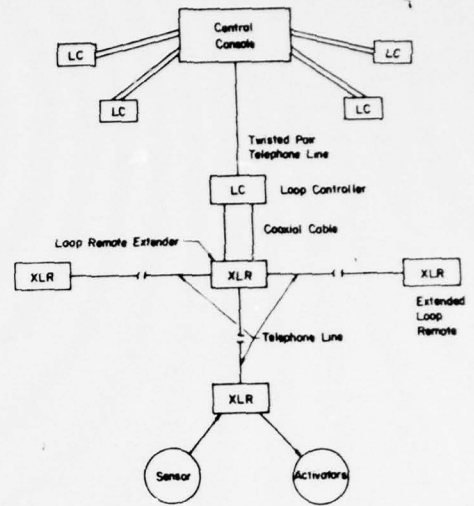 Central
Console
LC
LC
LC
LC
Twisted Pair
Telephone Line
LC
Loop Controller
Coaxial Cable
Loop Remote Extender
XLR
XLR
XLR
Extended
Loop
Remote
Telephone Line
XLR
Sensor
Activators